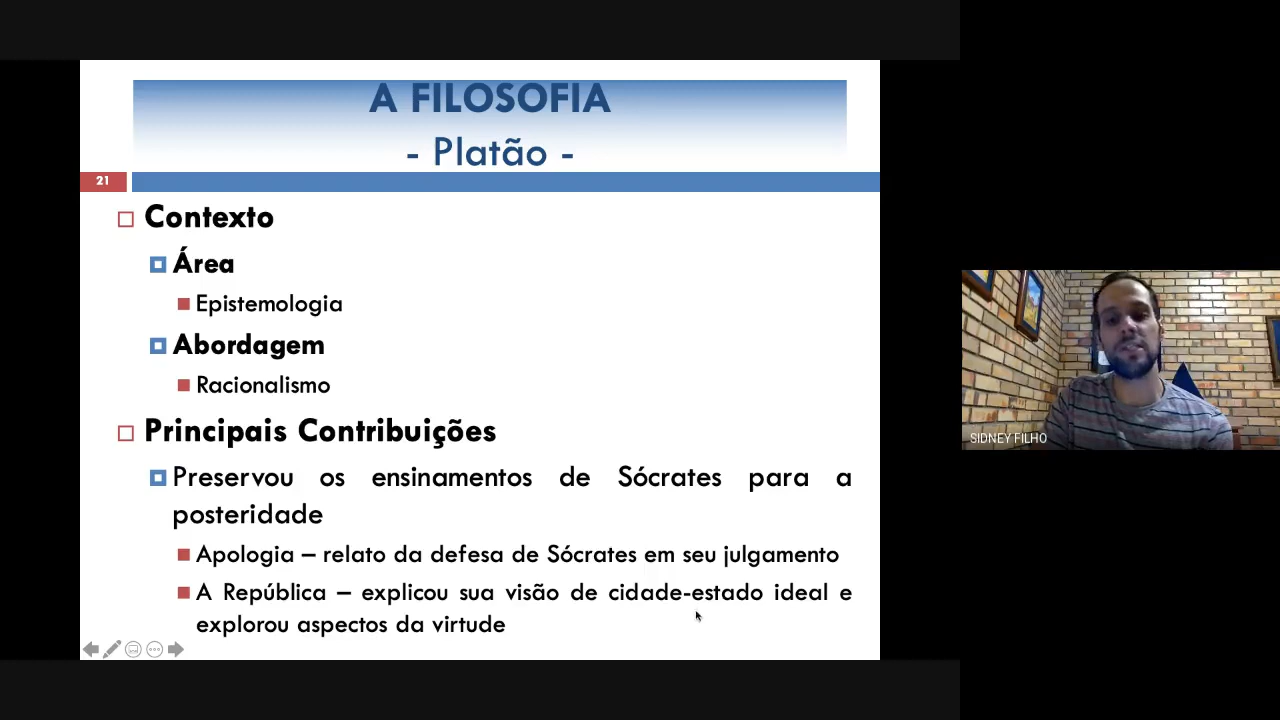 A FILOSOFIA
- Platão -
21
Contexto
Área
Epistemologia
Abordagem
Racionalismo
Principais Contribuições
Preservou os ensinamentos de Sócrates para a
posteridade
Apologia – relato da defesa de Sócrates em seu julgamento
A República – explicou sua visão de cidade-estado ideal e
explorou aspectos da virtude
SIDNEY FILHO